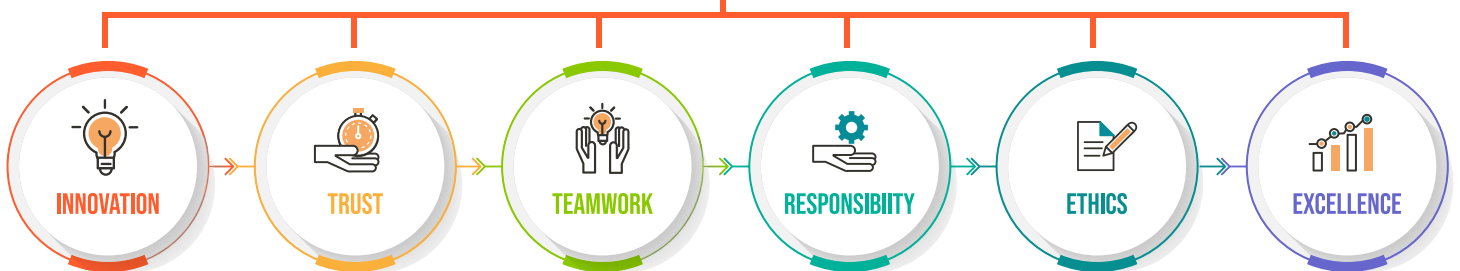 INNOVATION
TRUST
TEAMWORK
RESPONSIBIITY
ETHICS
EXCELLENCE